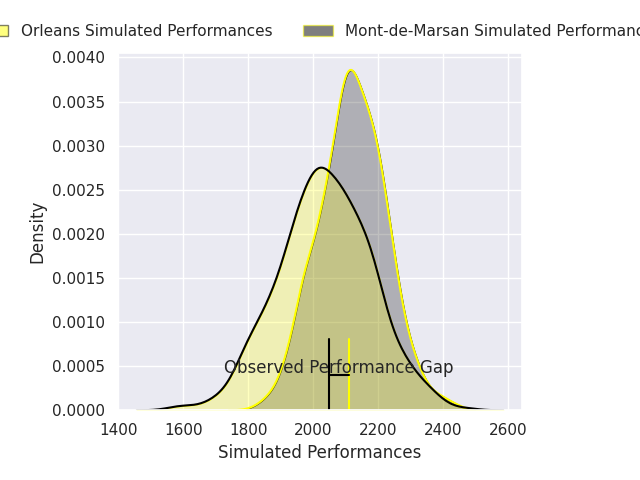 Orleans Simulated Performances
Mont-de-Marsan Simulated
0.0040
0.0035
0.0030
0.0025
0.0020
0.0015
0.0010
0.0005
0.0000
Density
Observed Performance Gap
1400 1600 1800 2000 2200 2400 2600
Simulated Performances